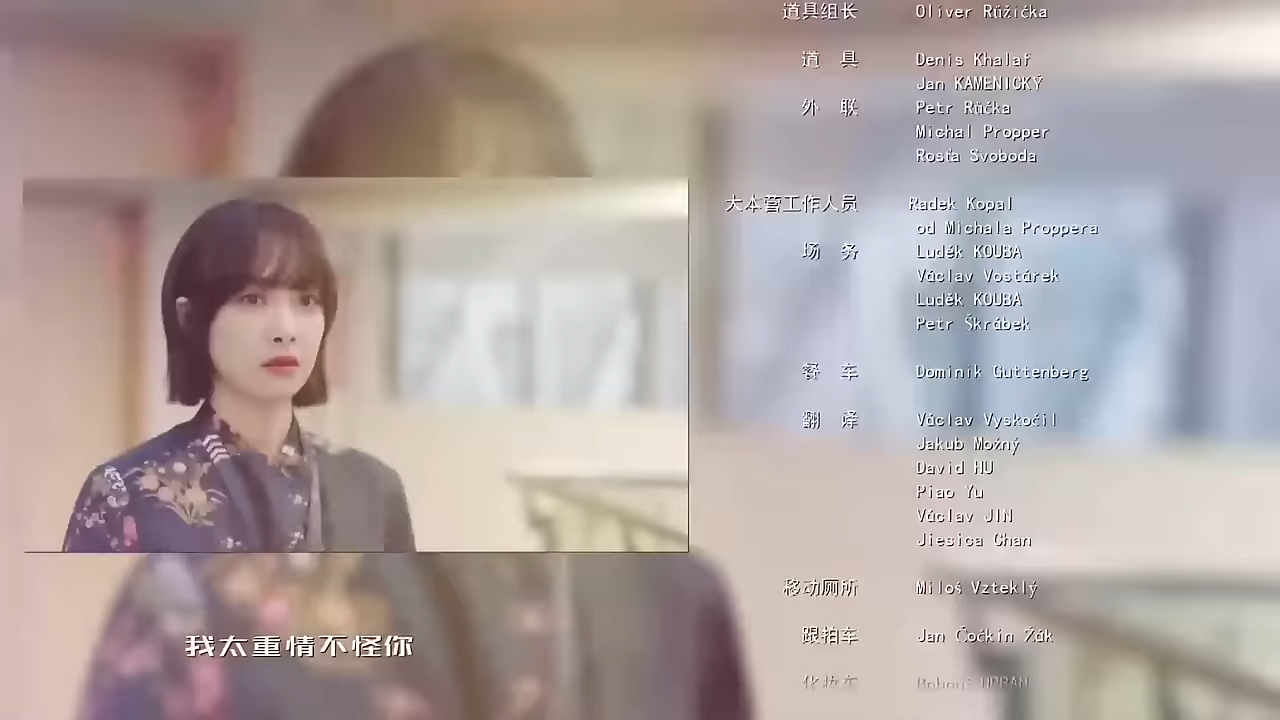 道具组长 Oliver Růžička
道 具 Denis Khalaf
Jan KAMENICKÝ
外 联 Petr Růčka
Michal Propper
Rosťa Svoboda
大本营工作人员 Radek Kopal
od Michala Proppera
场 务 Luděk KOUBA
Václav Vostárek
Luděk KOUBA
Petr Škrábek
餐 车 Dominik Guttenberg
翻 译 Václav Vyskočil
Jakub Možný
David HU
Piao Yu
Václav JIN
Jiesica Chan
移动厕所 Miloš Vzteklý
跟拍车 Jan Čočkin Žák
化妆车
我太重情不怪你